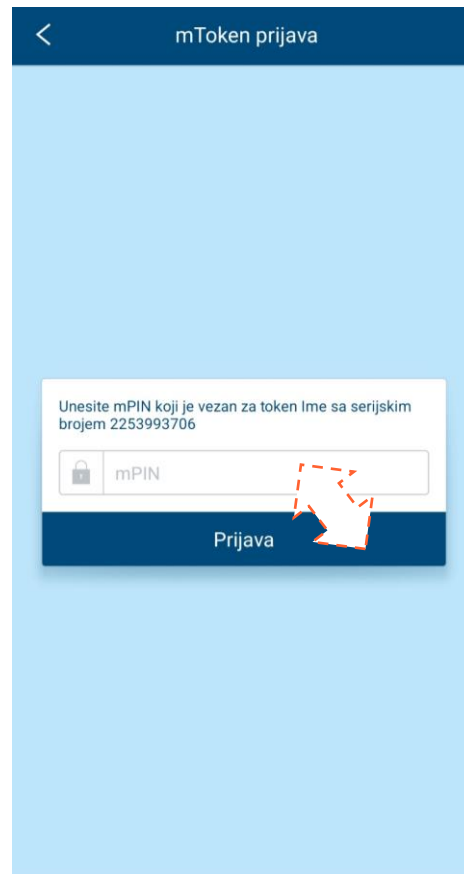 mToken prijava
Unesite mPIN koji je vezan za token Ime sa serijskim
brojem 2253993706
mPIN
Prijava